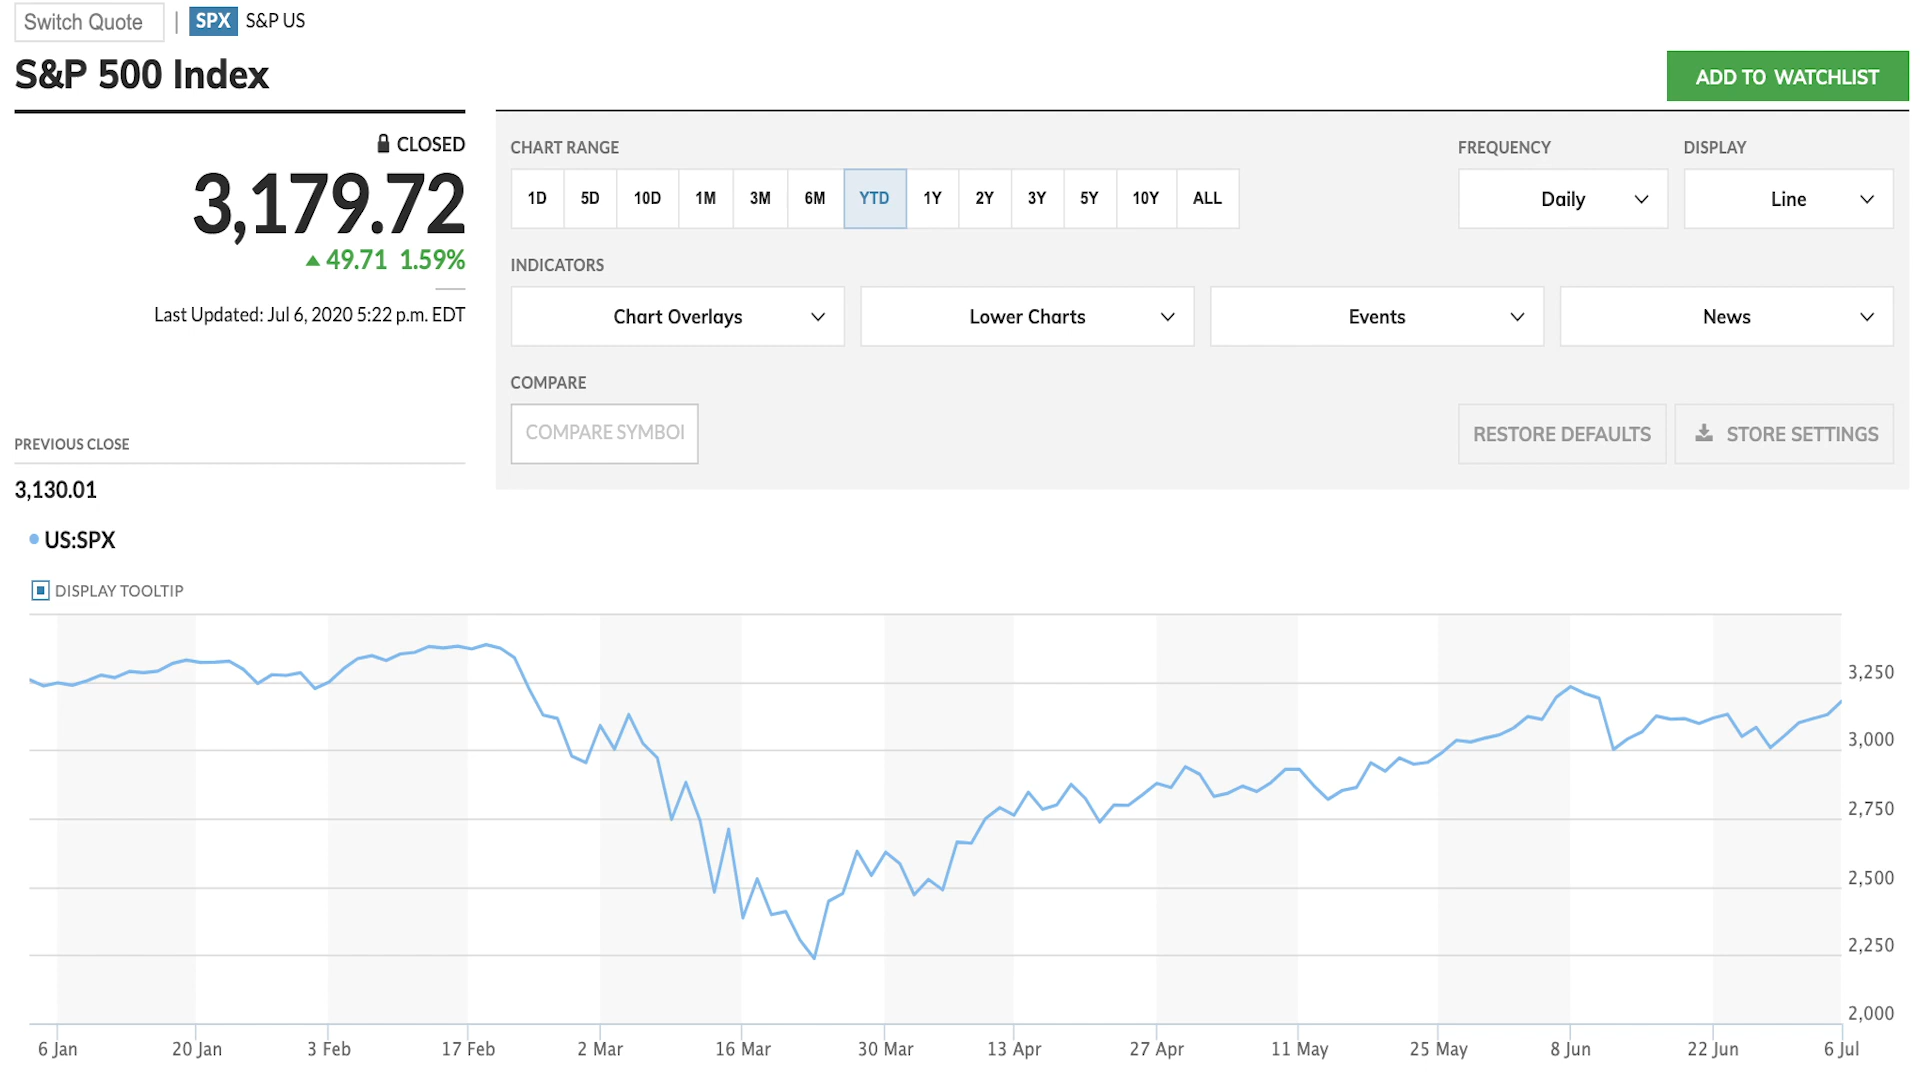 Switch Quote | SPX S&P US
S&P 500 Index
ADD TO WATCHLIST
CLOSED
3,179.72
49.71 1.59%
Last Updated: Jul 6, 2020 5:22 p.m. EDT
PREVIOUS CLOSE
3,130.01
CHART RANGE
1D 5D 10D 1M 3M 6M YTD 1Y 2Y 3Y 5Y 10Y ALL
FREQUENCY
Daily
DISPLAY
Line
INDICATORS
Chart Overlays Lower Charts Events News
COMPARE
COMPARE SYMBOI
RESTORE DEFAULTS STORE SETTINGS
US:SPX
DISPLAY TOOLTIP
3,250
3,000
2,750
2,500
2,250
2,000
6 Jan 20 Jan 3 Feb 17 Feb 2 Mar 16 Mar 30 Mar 13 Apr 27 Apr 11 May 25 May 8 Jun 22 Jun 6 Jul